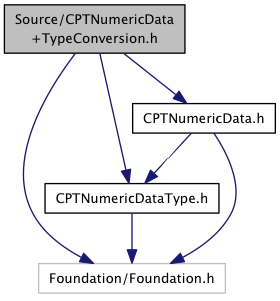 Source/CPTNumericData
+TypeConversion.h
CPTNumericData.h
CPTNumericDataType.h
Foundation/Foundation.h